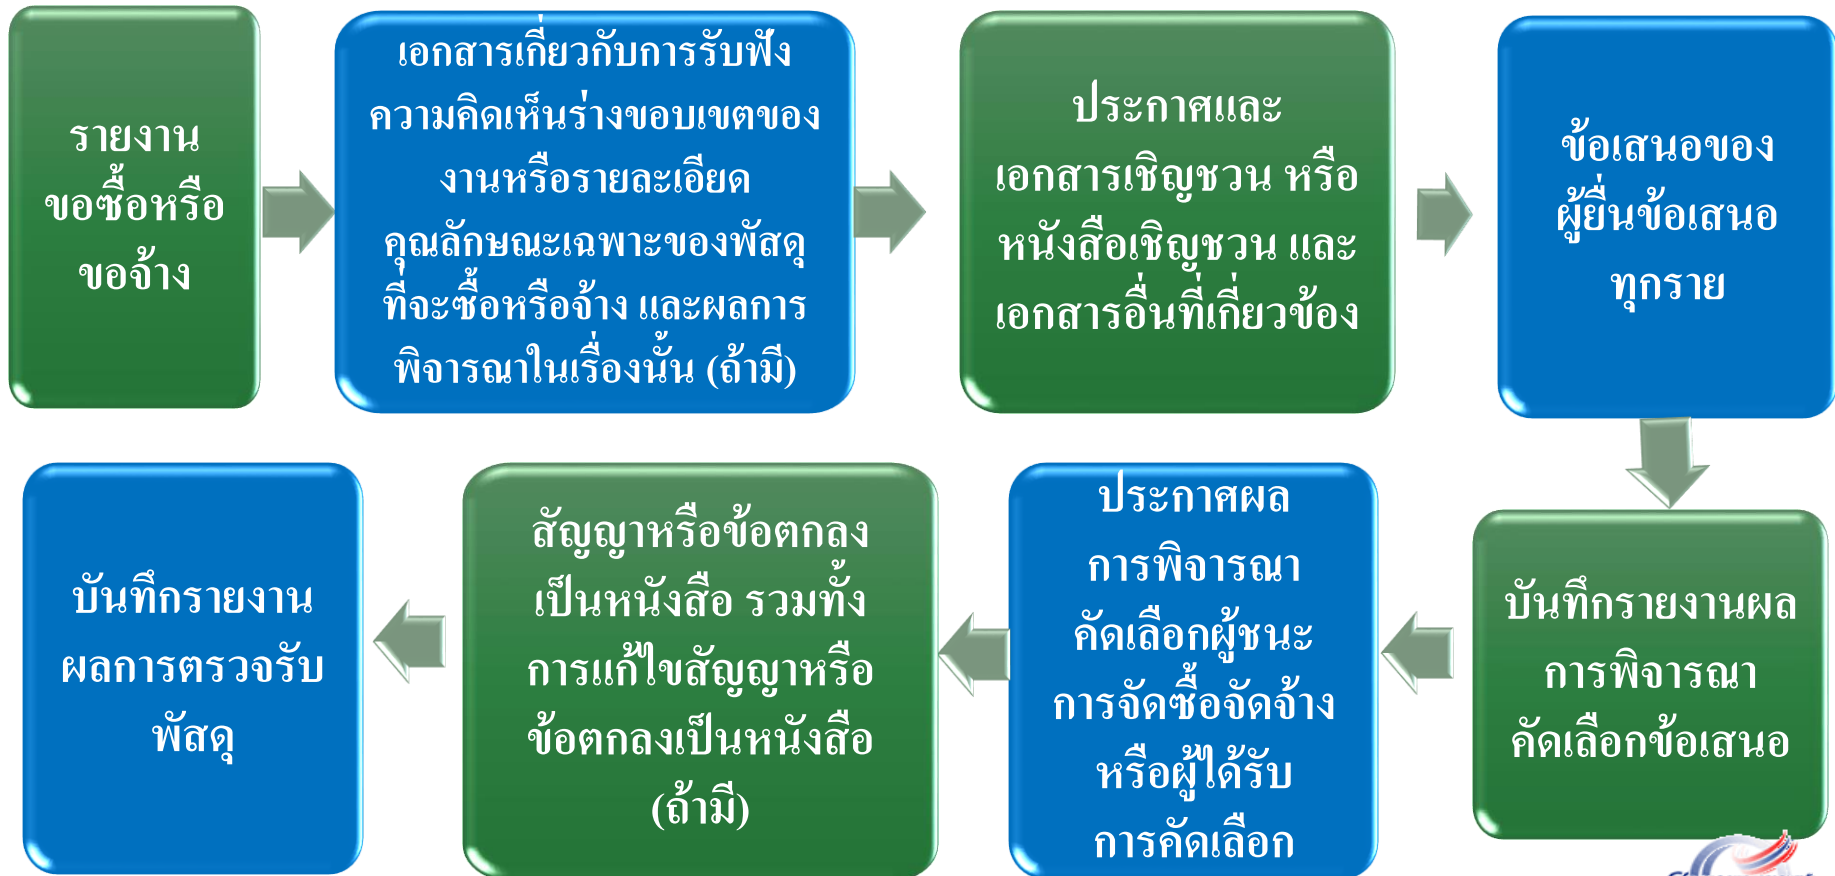 รายงาน
ขอซื้อหรือ
ขอจ้าง
เอกสารเกี่ยวกับการรับฟัง
ความคิดเห็นร่างขอบเขตของ
งานหรือรายละเอียด
คุณลักษณะเฉพาะของพัสดุ
ที่จะซื้อหรือจ้าง และผลการ
พิจารณาในเรื่องนั้น (ถ้ามี)
ประกาศและ
เอกสารเชิญชวน หรือ
หนังสือเชิญชวน และ
เอกสารอื่นที่เกี่ยวข้อง
ข้อเสนอของ
ผู้ยื่นข้อเสนอ
ทุกราย
บันทึกรายงานผล
การพิจารณา
คัดเลือกข้อเสนอ
ประกาศผล
การพิจารณา
คัดเลือกผู้ชนะ
การจัดซื้อจัดจ้าง
หรือผู้ได้รับ
การคัดเลือก
สัญญาหรือข้อตกลง
เป็นหนังสือ รวมทั้ง
การแก้ไขสัญญาหรือ
ข้อตกลงเป็นหนังสือ
(ถ้ามี)
บันทึกรายงาน
ผลการตรวจรับ
พัสดุ